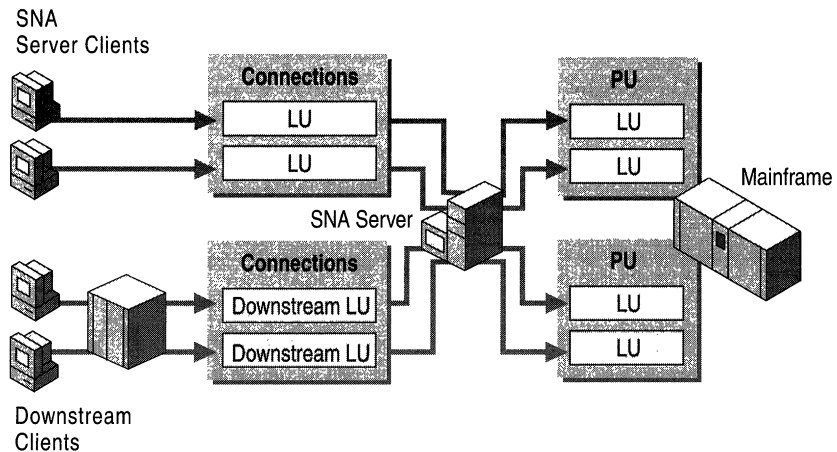 SNA
Server Clients
Connections
LU
LU
PU
LU
LU
Mainframe
SNA Server
Connections
Downstream LU
Downstream LU
PU
LU
LU
Downstream
Clients